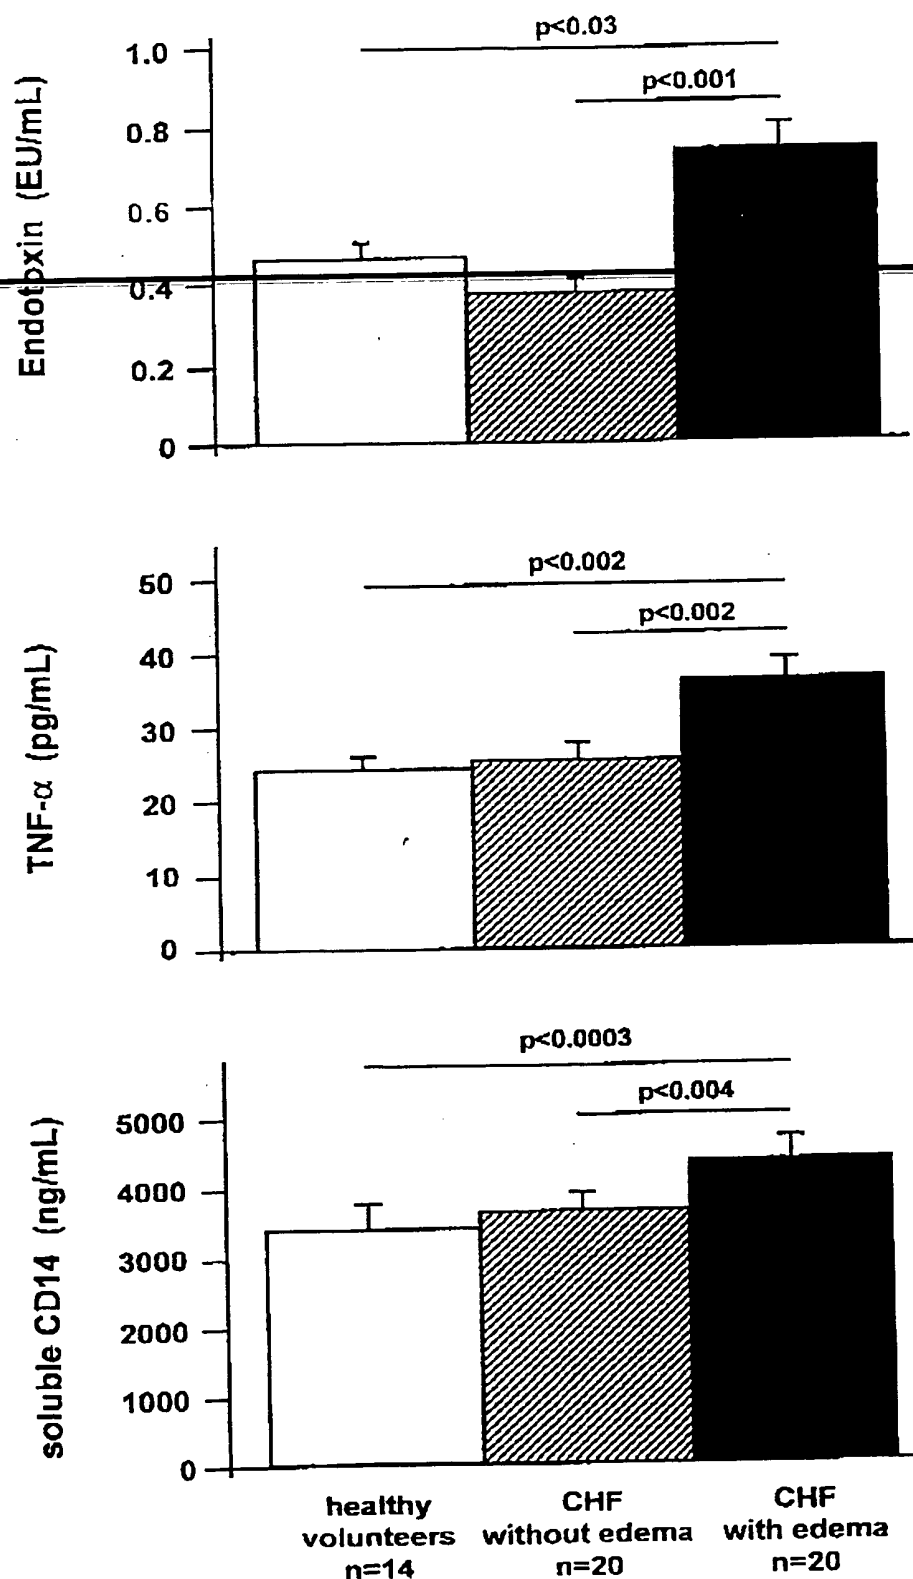 p<0.03
p<0.001
Endotoxin (EU/mL)
1.0
0.8
0.6
0.4
0.2
0
p<0.002
p<0.002
TNF-α (pg/mL)
50
40
30
20
10
0
p<0.0003
p<0.004
soluble CD14 (ng/mL)
5000
4000
3000
2000
1000
0
healthy
volunteers
n=14
CHF
without edema
n=20
CHF
with edema
n=20